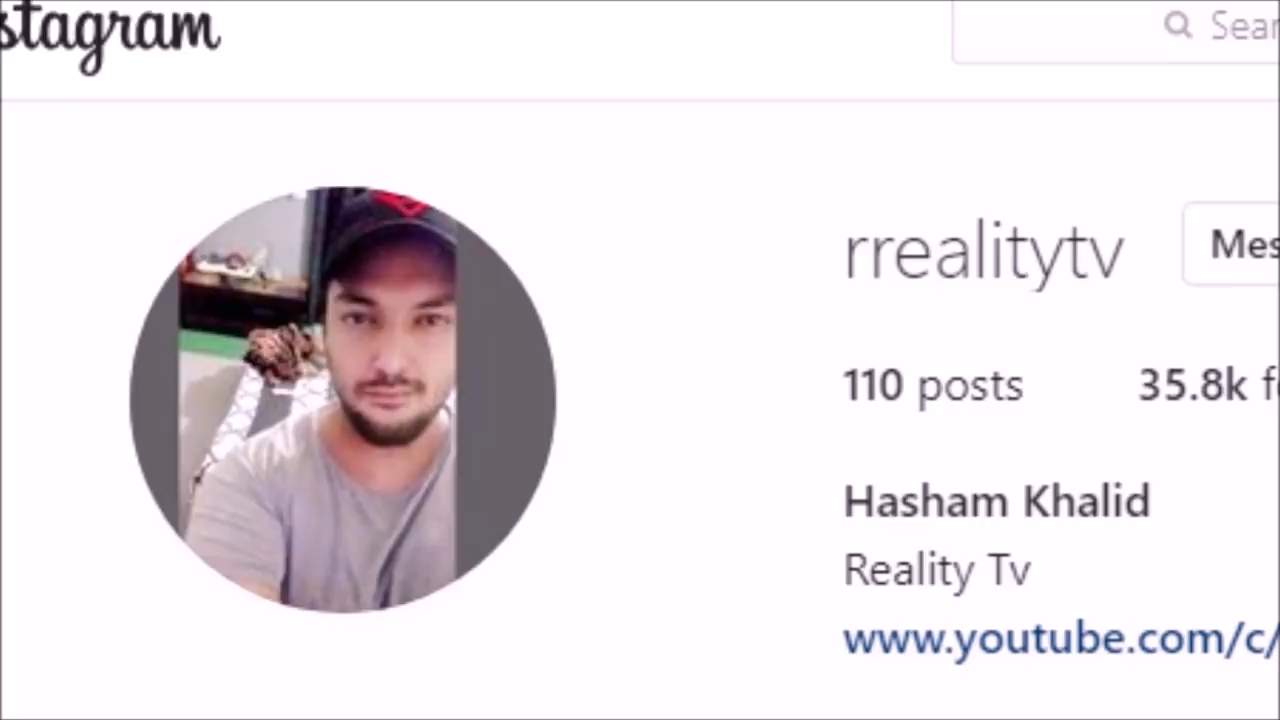 stagram
Sear
rrealitytv
Mes
110 posts
35.8k f
Hasham Khalid
Reality Tv
www.youtube.com/c/